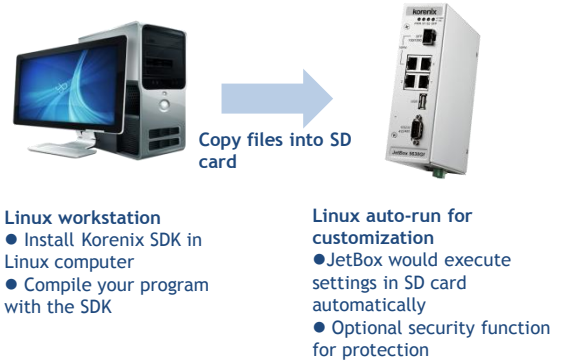 korenix
Copy files into SD
card
Linux workstation
● Install Korenix SDK in
Linux computer
● Compile your program
with the SDK
Linux auto-run for
customization
●JetBox would execute
settings in SD card
automatically
● Optional security function
for protection